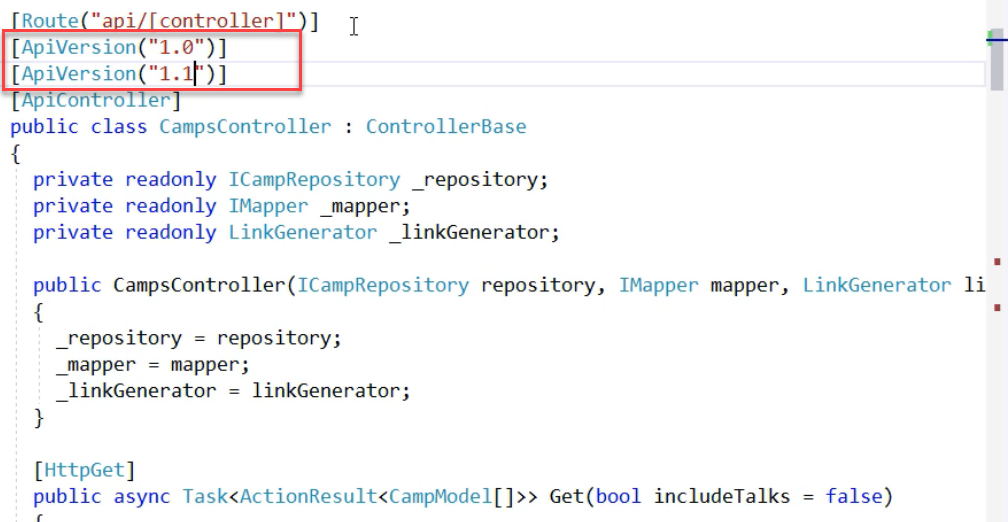 [Route("api/[controller]")]
[ApiVersion("1.0")]
[ApiVersion("1.1")]
[ApiController]
public class CampsController : ControllerBase
{
private readonly ICampRepository _repository;
private readonly IMapper _mapper;
private readonly LinkGenerator _linkGenerator;
public CampsController(ICampRepository repository, IMapper mapper, LinkGenerator li
{
_repository = repository;
_mapper = mapper;
_linkGenerator = linkGenerator;
}
[HttpGet]
public async Task<ActionResult<CampModel[]>> Get(bool includeTalks = false)
{